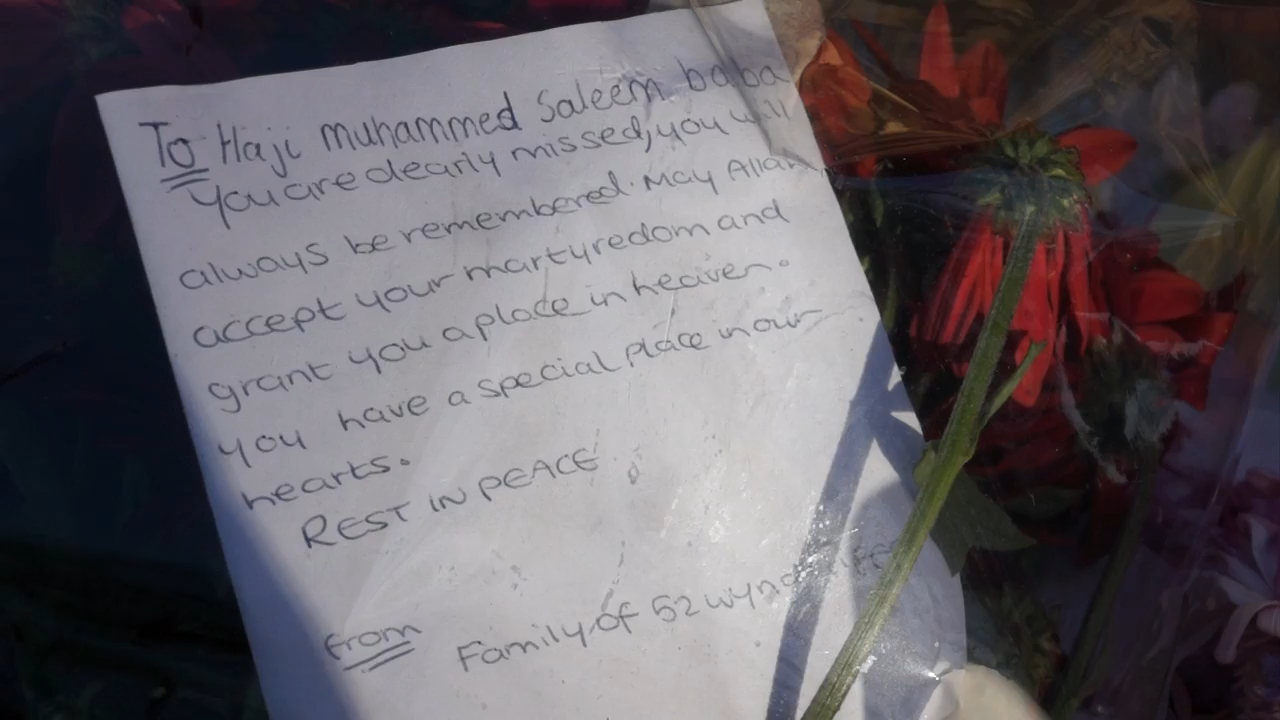 To Haji muhammed Saleem baba
You are dearly missed, you will
always be remembered. May Allah
accept your martyredom and
grant you a place in heaven.
you have a special place in our
hearts.
REST IN PEACE
from Family of 52